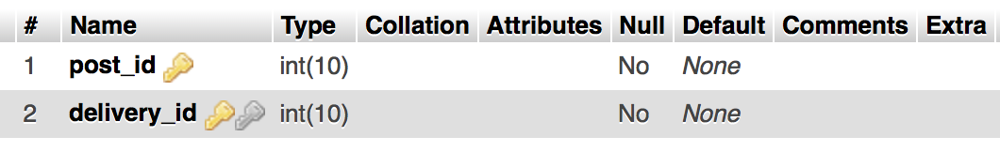 # Name Type Collation Attributes Null Default Comments Extra
1 post_id int(10) No None
2 delivery_id int(10) No None